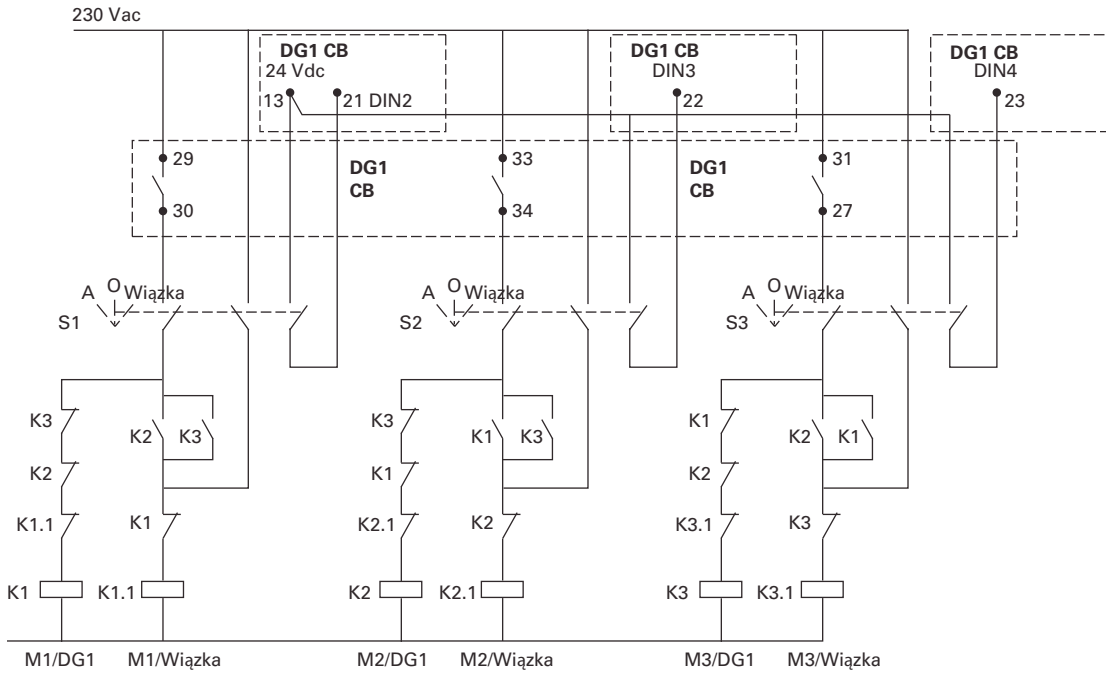 230 Vac
DG1 CB
24 Vdc
13
21 DIN2
DG1 CB
DIN3
22
DG1 CB
DIN4
23
29
30
DG1
CB
33
34
DG1
CB
31
27
A O Wiązka
S1
A O Wiązka
S2
A O Wiązka
S3
K3
K2
K3
K2
K1.1
K1
K1
K1.1
K3
K1
K3
K1
K2.1
K2
K2
K2.1
K1
K2
K1
K2
K3.1
K3
K3
K3.1
M1/DG1
M1/Wiązka
M2/DG1
M2/Wiązka
M3/DG1
M3/Wiązka